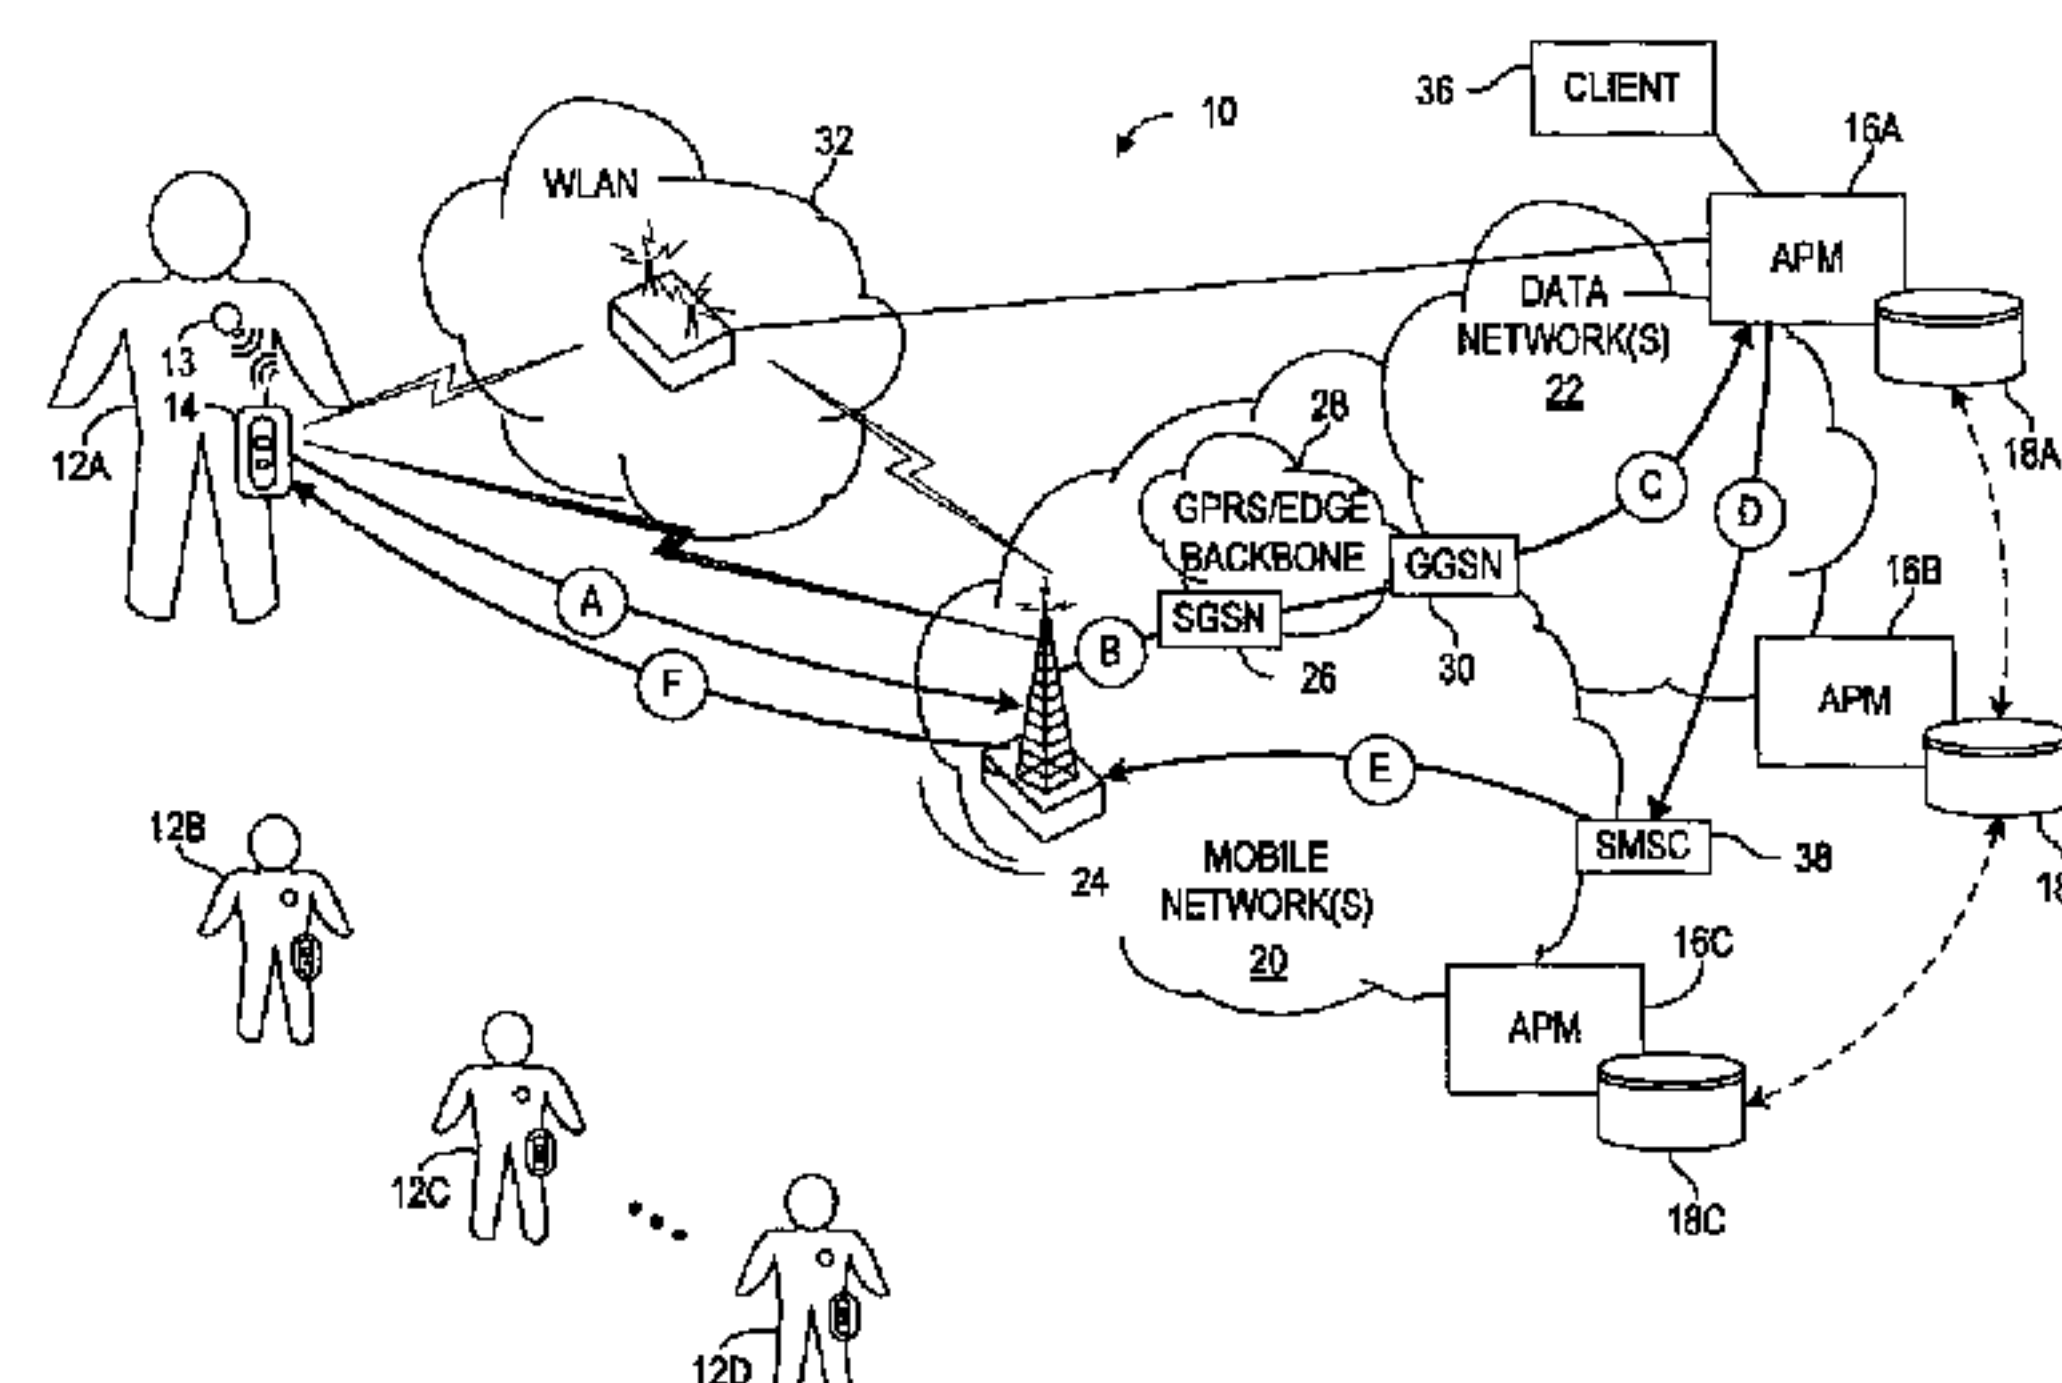 36
CLIENT
10
16A
32
WLAN
APM
DATA
NETWORK(S)
22
13
14
28
18A
12A
C
GPRS/EDGE
BACKBONE
GGSN
D
16B
A
SGSN
B
30
26
F
APM
E
12B
SMSC
38
MOBILE
NETWORK(S)
24
18
20
16C
APM
12C
18C
12D